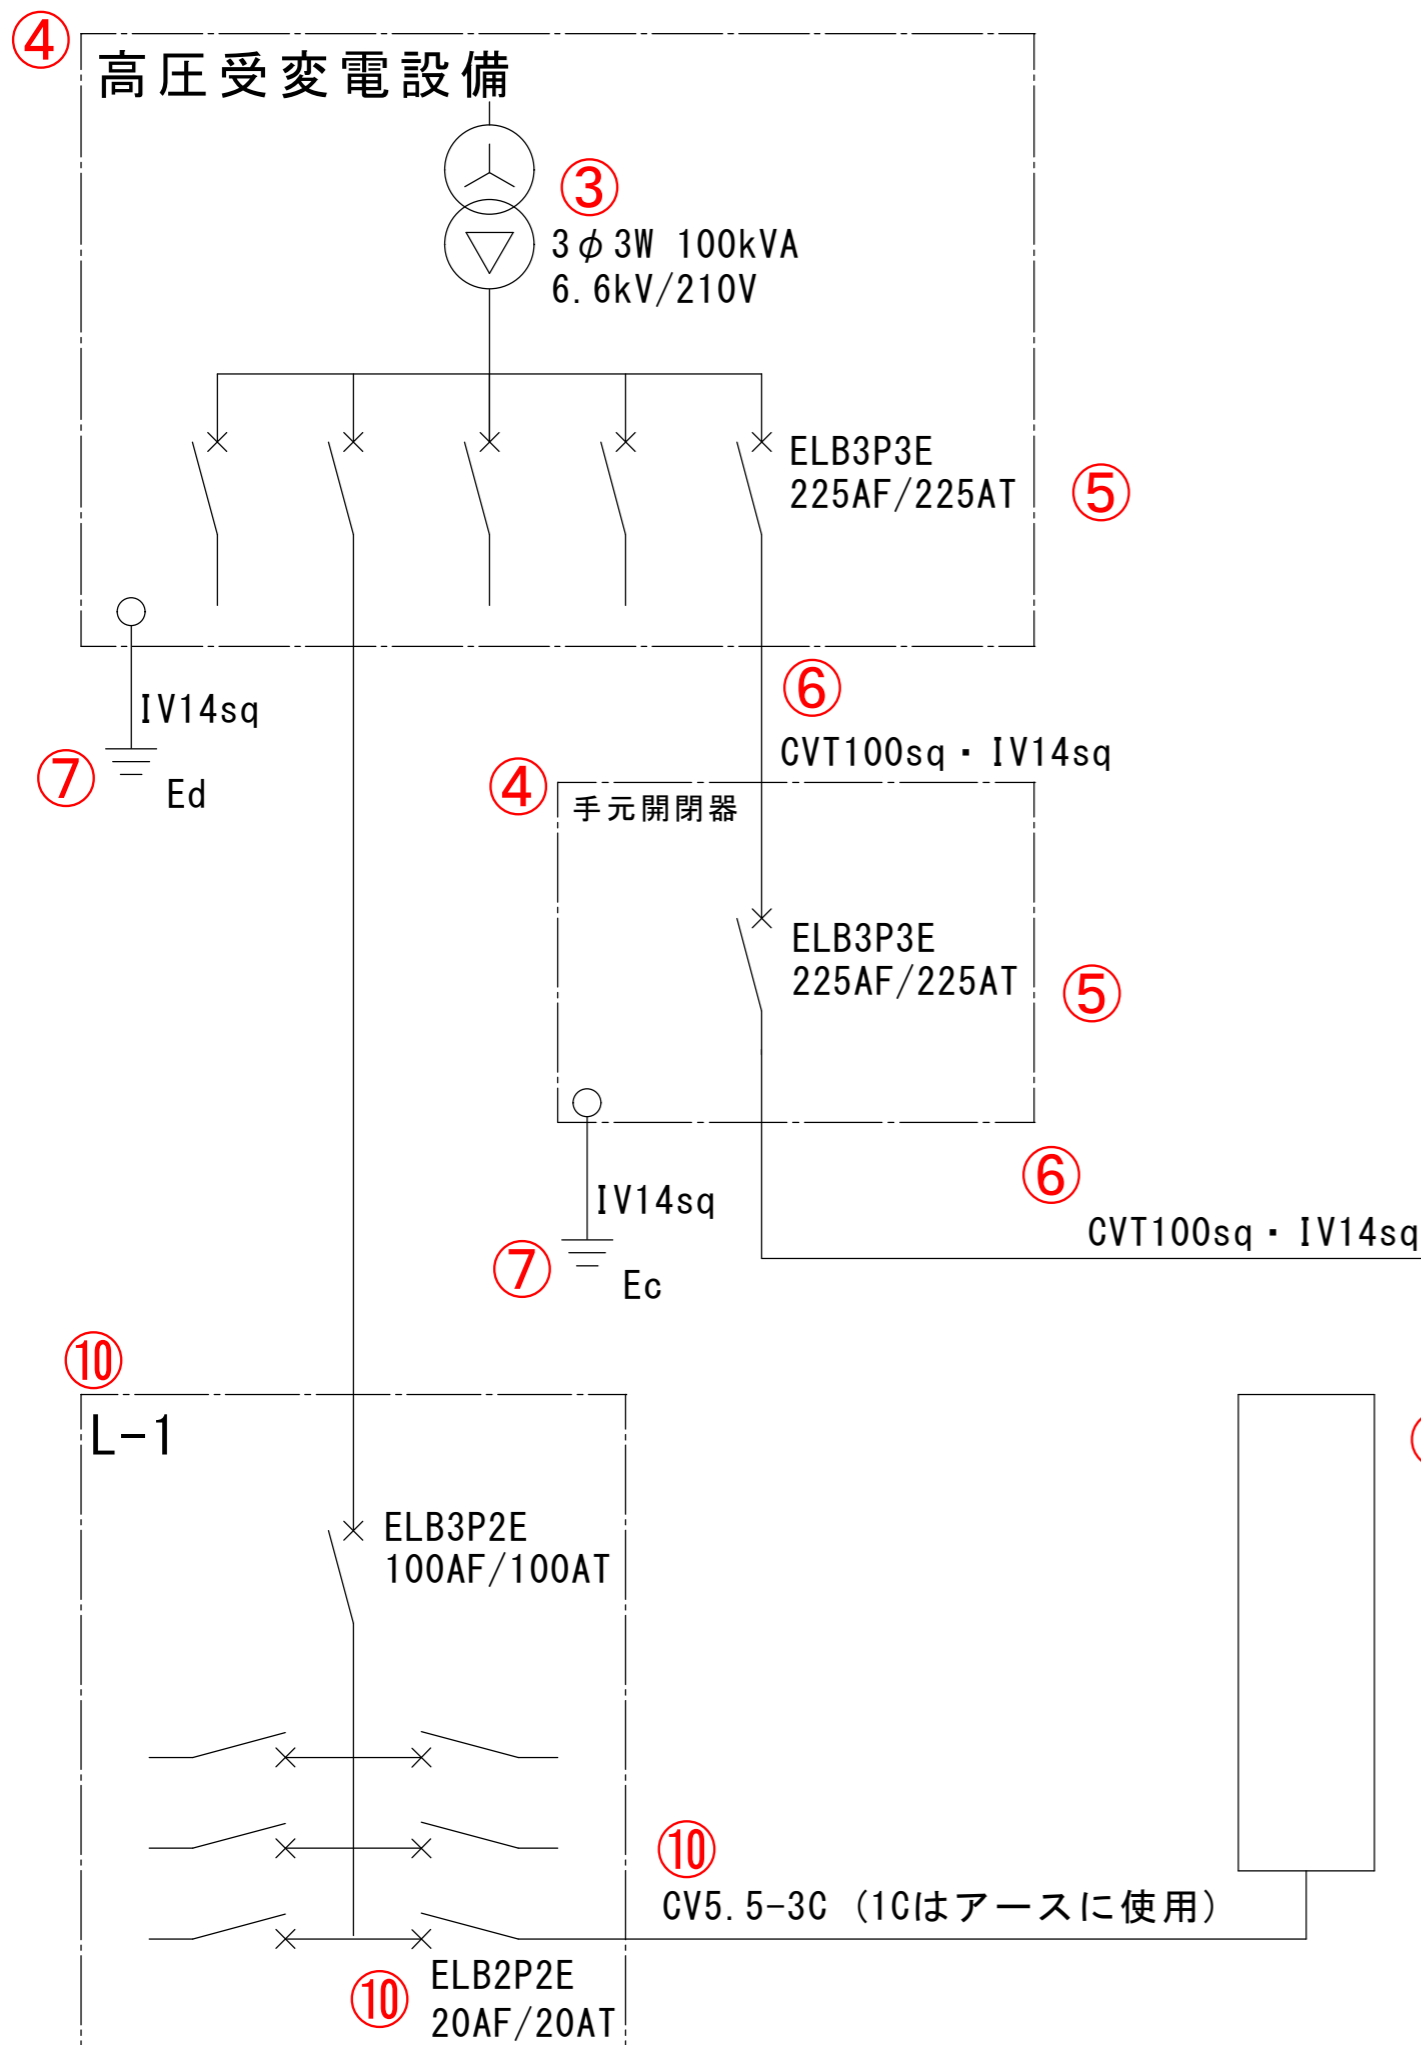 ④
高圧受変電設備
③
3φ3W 100kVA
6.6kV/210V
ELB3P3E
225AF/225AT
⑤
IV14sq
⑦
Ed
⑥
CVT100sq・IV14sq
④
手元開閉器
ELB3P3E
225AF/225AT
⑤
IV14sq
⑦
Ec
⑥
CVT100sq・IV14sq
⑩
L-1
ELB3P2E
100AF/100AT
⑩
CV5.5-3C (1Cはアースに使用)
⑩
ELB2P2E
20AF/20AT